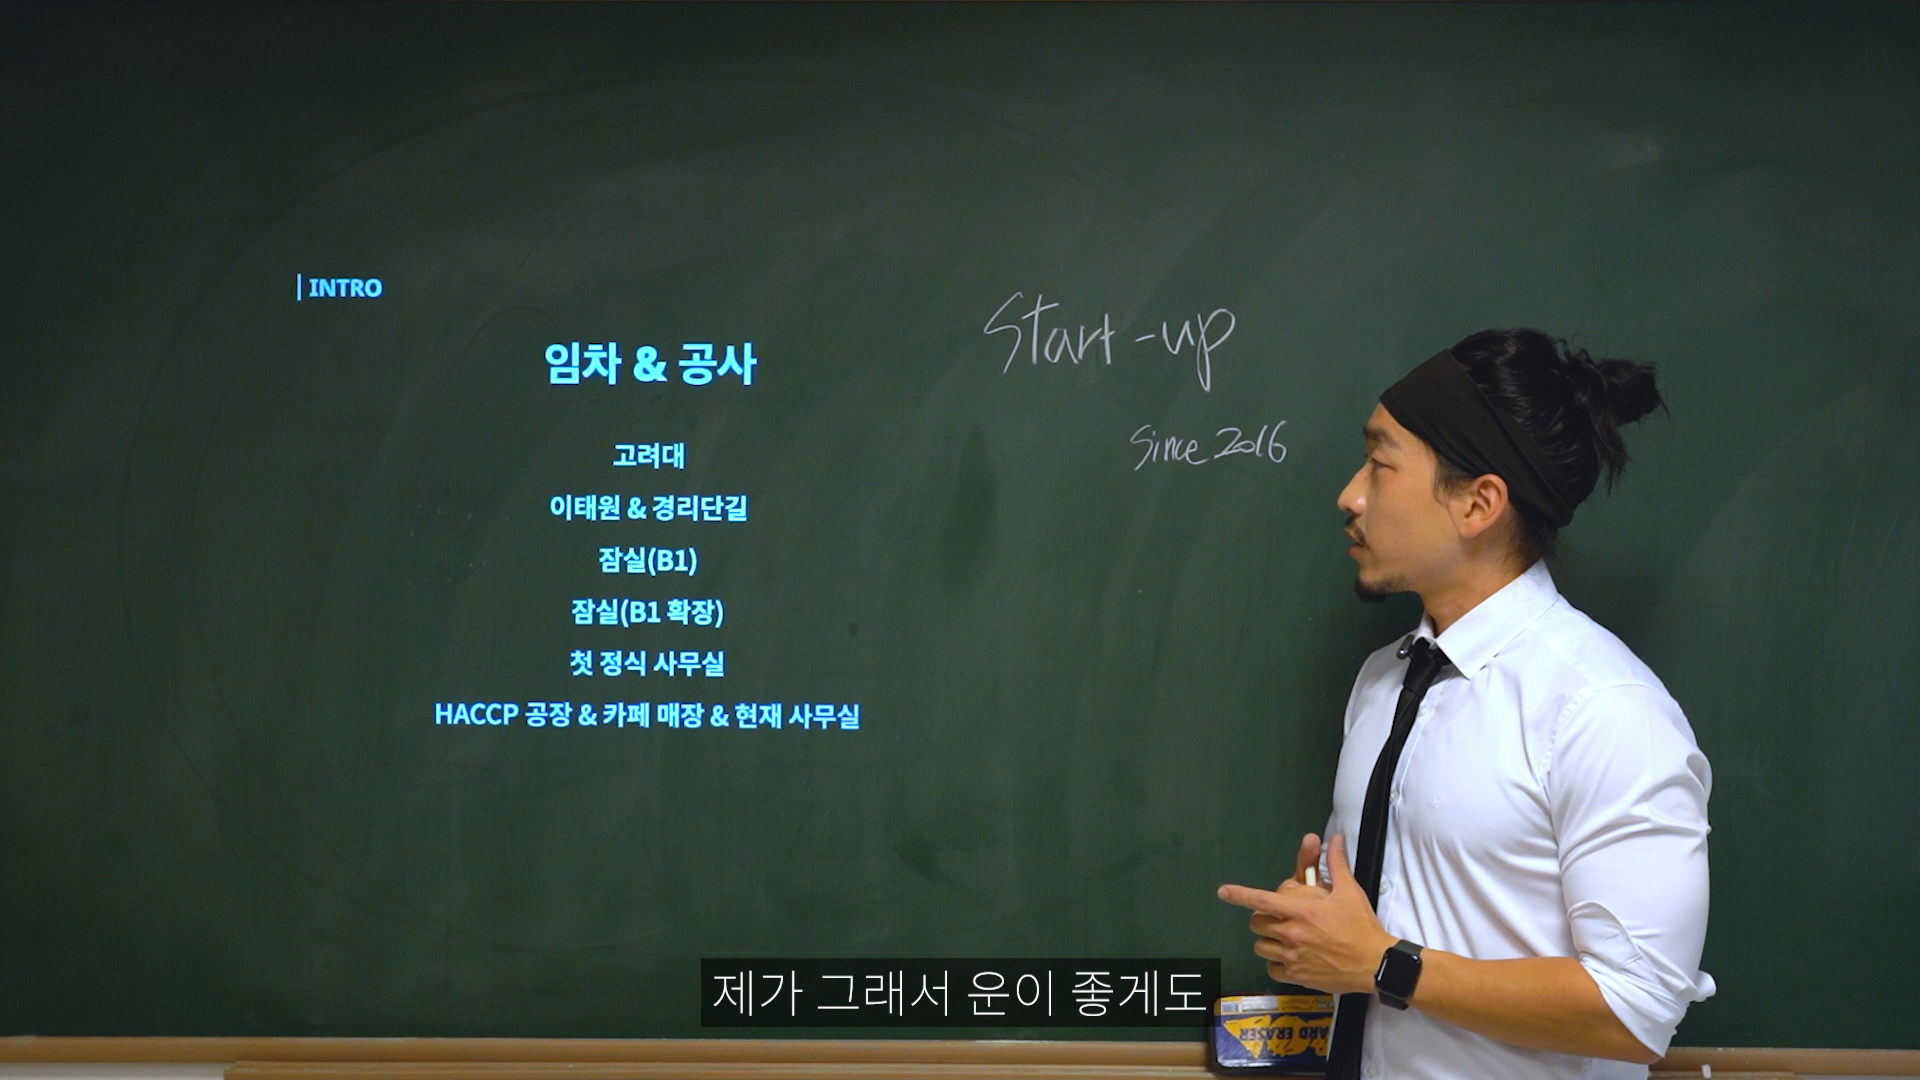 | INTRO
임차 & 공사
고려대
이태원 & 경리단길
잠실(B1)
잠실(B1 확장)
첫 정식 사무실
HACCP 공장 & 카페 매장 & 현재 사무실
Start-up
Since 2016
제가 그래서 운이 좋게도
ARD ERASER